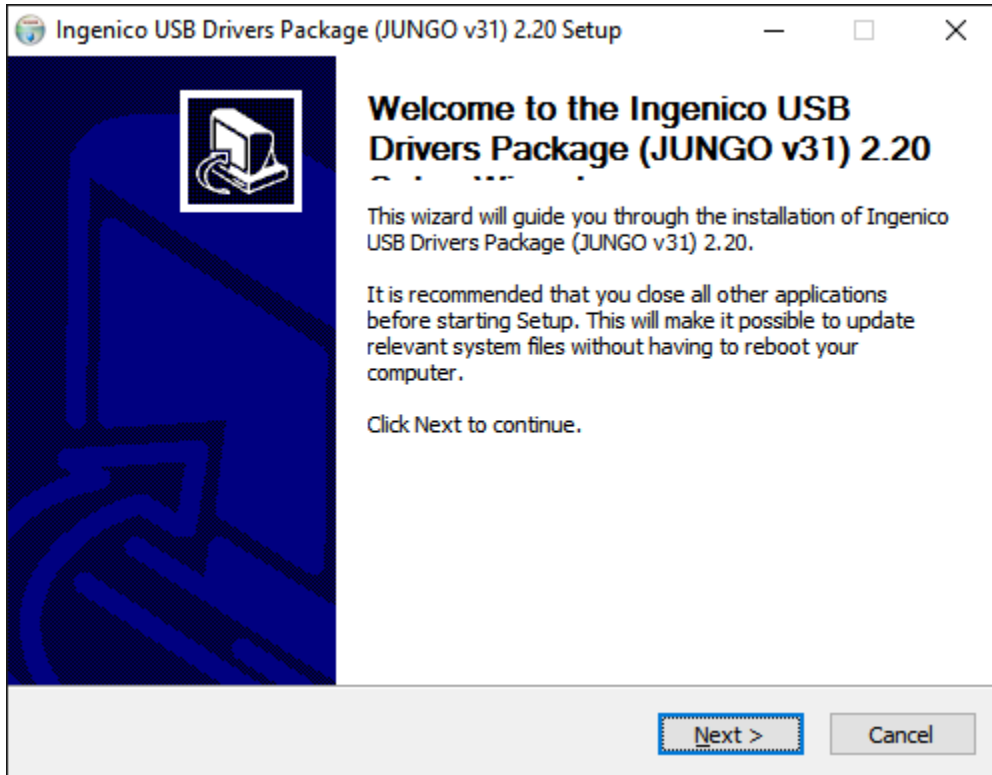 Ingenico USB Drivers Package (JUNGO v31) 2.20 Setup
Welcome to the Ingenico USB
Drivers Package (JUNGO v31) 2.20
This wizard will guide you through the installation of Ingenico
USB Drivers Package (JUNGO v31) 2.20.
It is recommended that you close all other applications
before starting Setup. This will make it possible to update
relevant system files without having to reboot your
computer.
Click Next to continue.
Next >
Cancel